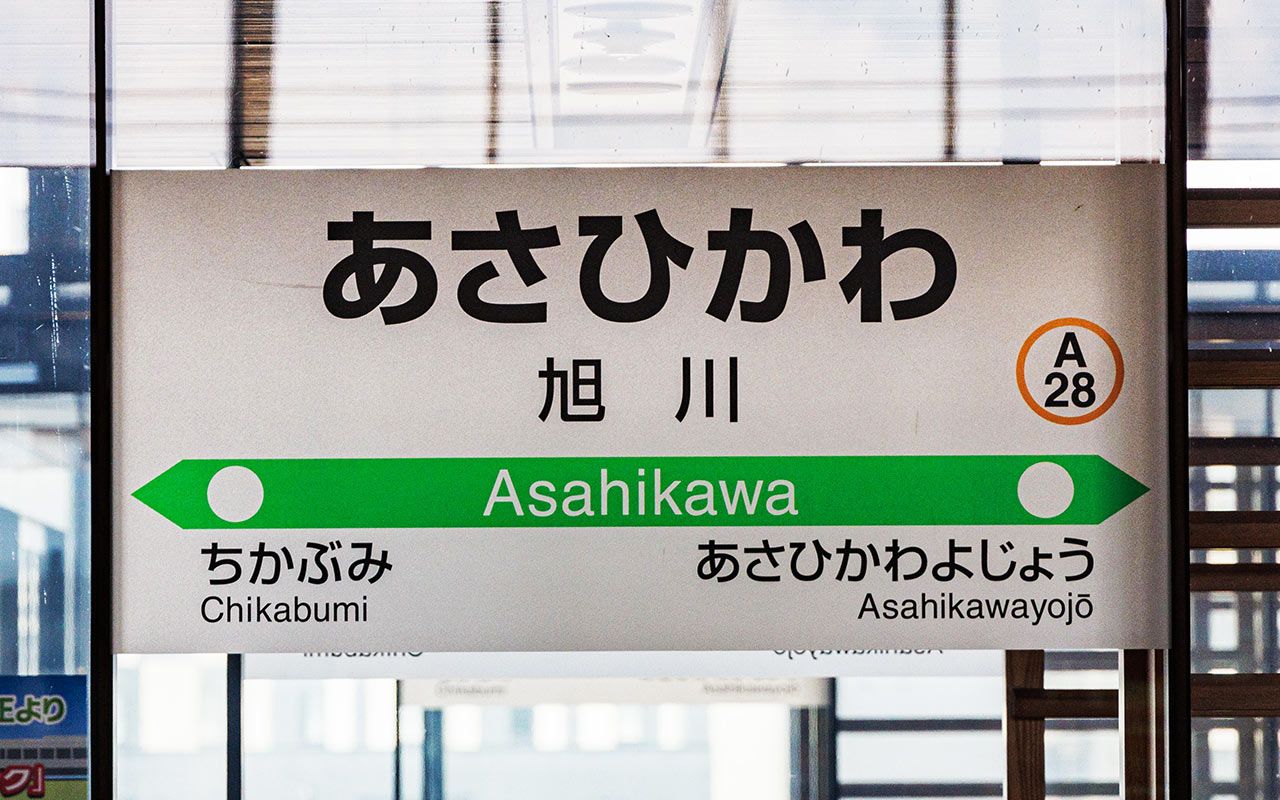 あさひかわ
旭川
A
28
Asahikawa
ちかぶみ
あさひかわよじょう
Chikabumi
Asahikawayojō
より
ク」